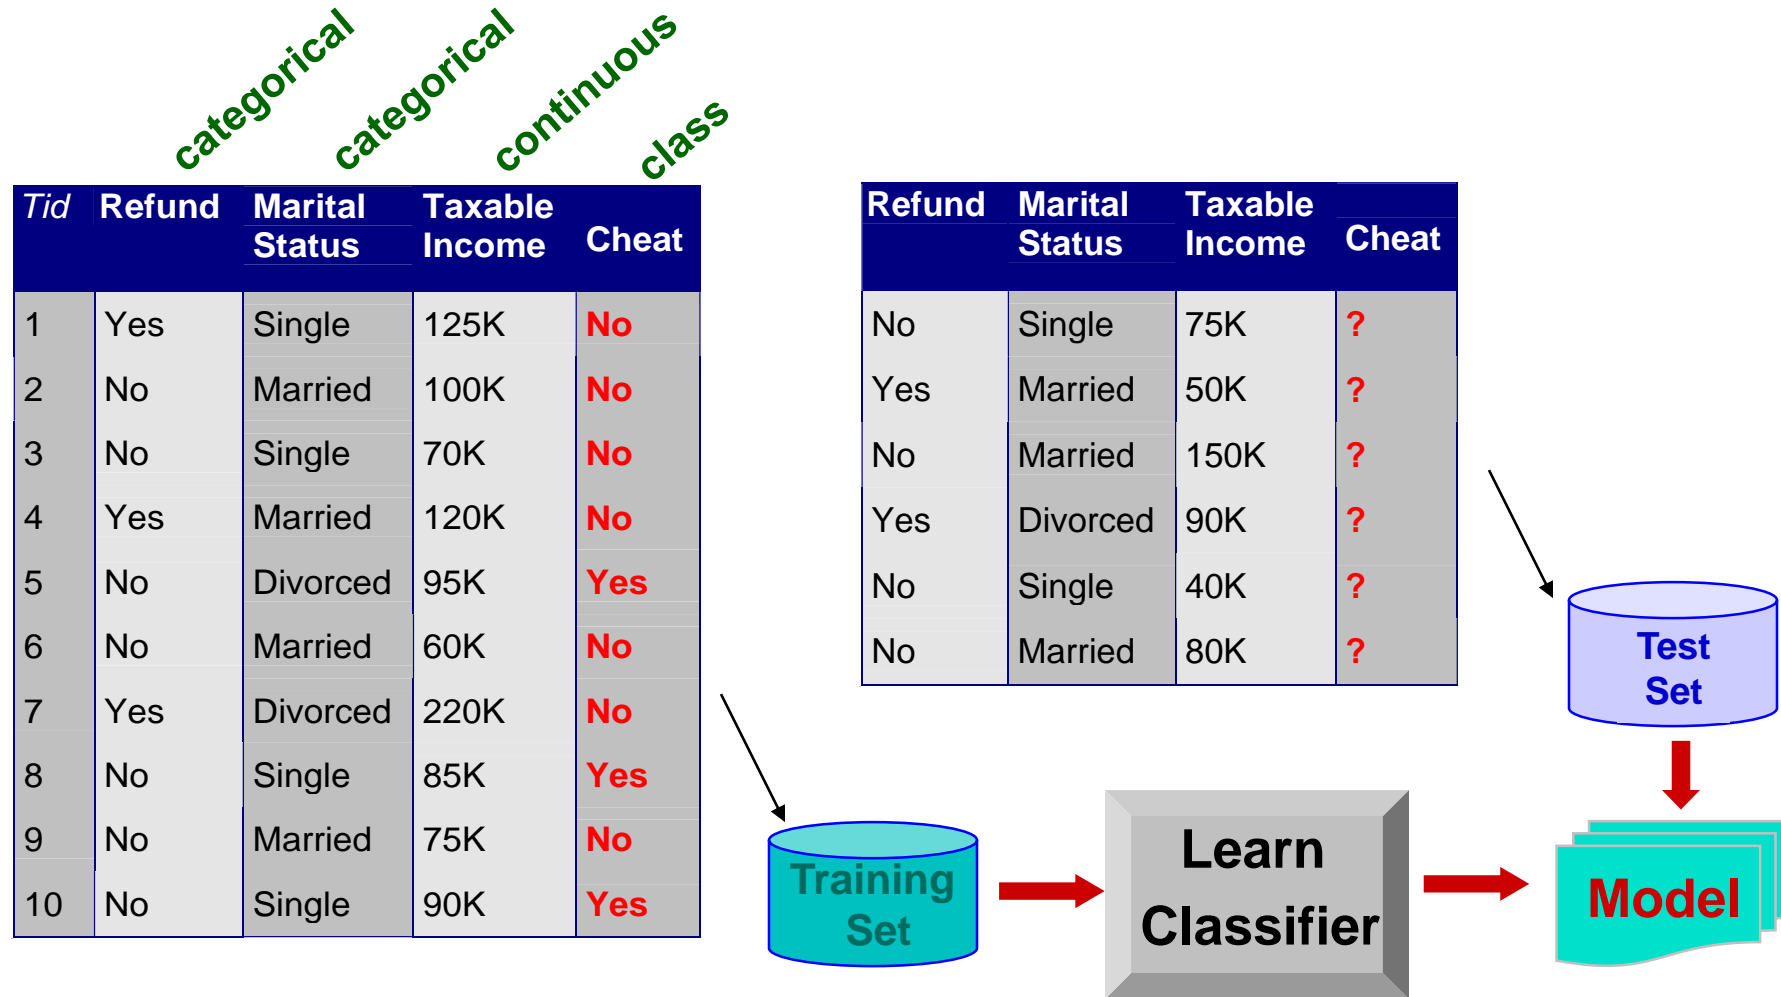 categorical
categorical
continuous
class
Tid Refund Marital Status Taxable Income Cheat
1 Yes Single 125K No
2 No Married 100K No
3 No Single 70K No
4 Yes Married 120K No
5 No Divorced 95K Yes
6 No Married 60K No
7 Yes Divorced 220K No
8 No Single 85K Yes
9 No Married 75K No
10 No Single 90K Yes
Refund Marital Status Taxable Income Cheat
No Single 75K ?
Yes Married 50K ?
No Married 150K ?
Yes Divorced 90K ?
No Single 40K ?
No Married 80K ?
Test
Set
Training
Set
Learn
Classifier
Model